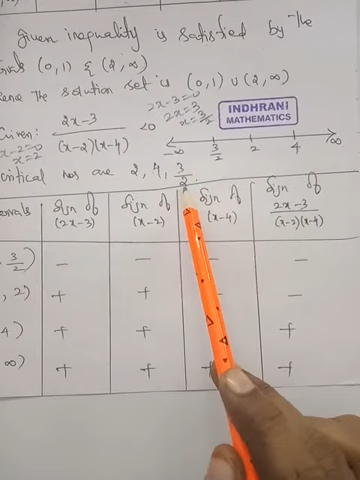 given inequality is satisfied by the
(0,1) & (2,∞)
the solution set is (0,1) ∪ (2,∞)
2x-3=0
2x=3
x=3/2
INDHRANI
MATHEMATICS
(2x-3)/((x-2)(x-4)) <0
x-2=0
x=2
-∞ 3/2 2 4 ∞
critical nos are 2, 4, 3/2.
sign of (2x-3) sign of (x-2) sign of (x-4) sign of (2x-3)/((x-2)(x-4))
3/2) - - - -
, 2) + + -
4) + + +
∞) + + + +